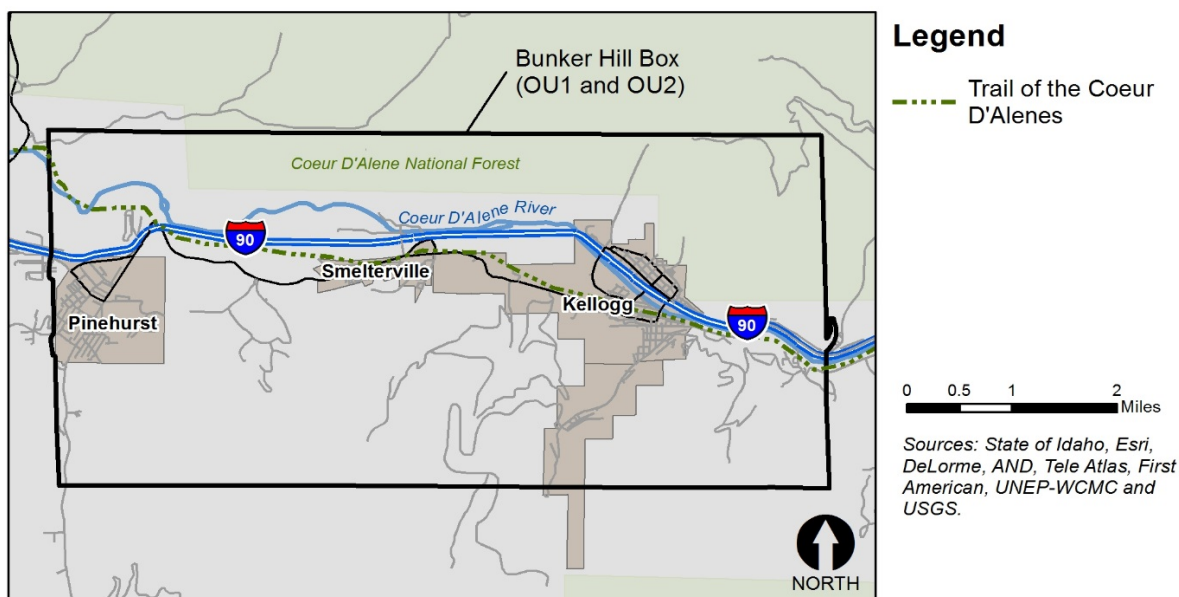 Bunker Hill Box
(OU1 and OU2)
Coeur D'Alene National Forest
Coeur D'Alene River
90
Smelterville
Pinehurst
Kellogg
90
NORTH
Legend
Trail of the Coeur
D'Alenes
0 0.5 1 2
Miles
Sources: State of Idaho, Esri,
DeLorme, AND, Tele Atlas, First
American, UNEP-WCMC and
USGS.